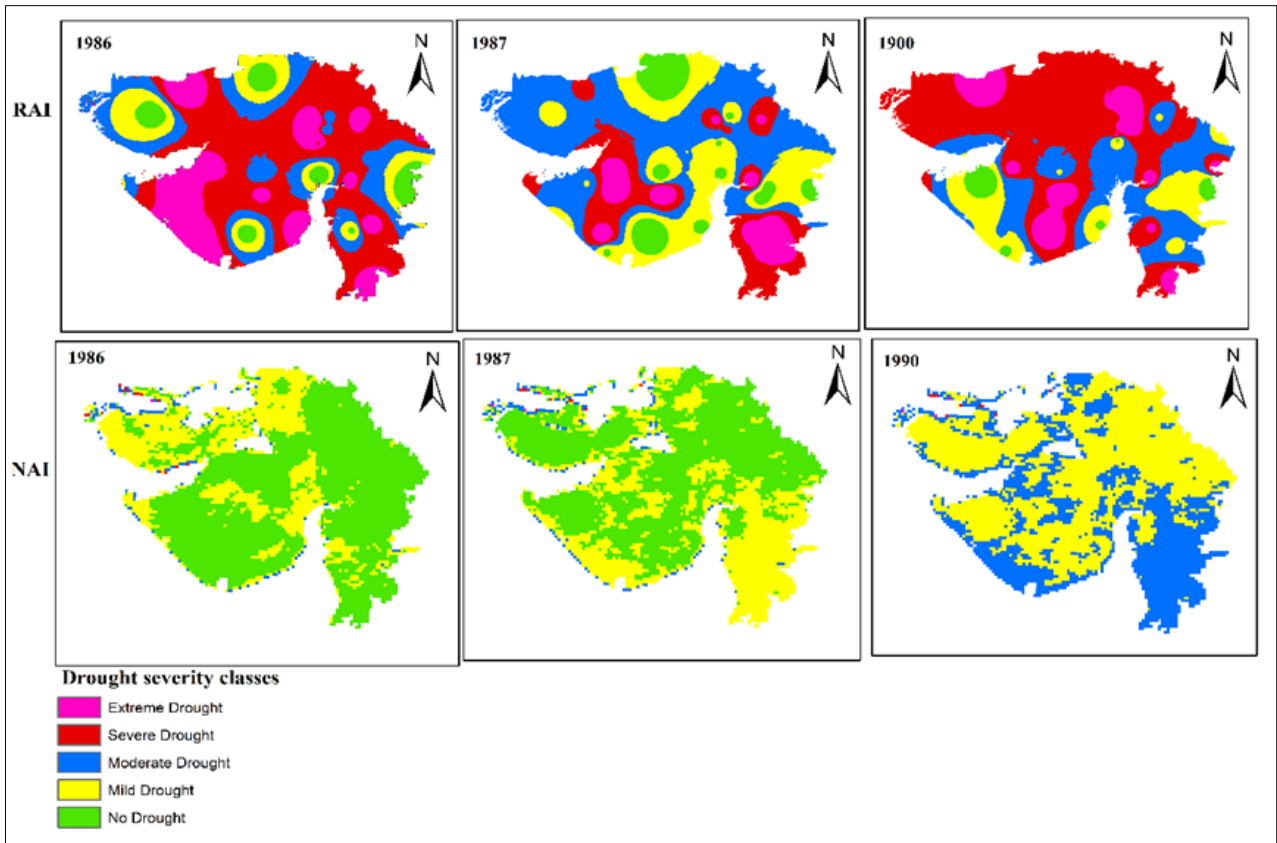 1986
N
1987
N
1900
N
RAI
1986
N
1987
N
1990
N
NAI
Drought severity classes
Extreme Drought
Severe Drought
Moderate Drought
Mild Drought
No Drought